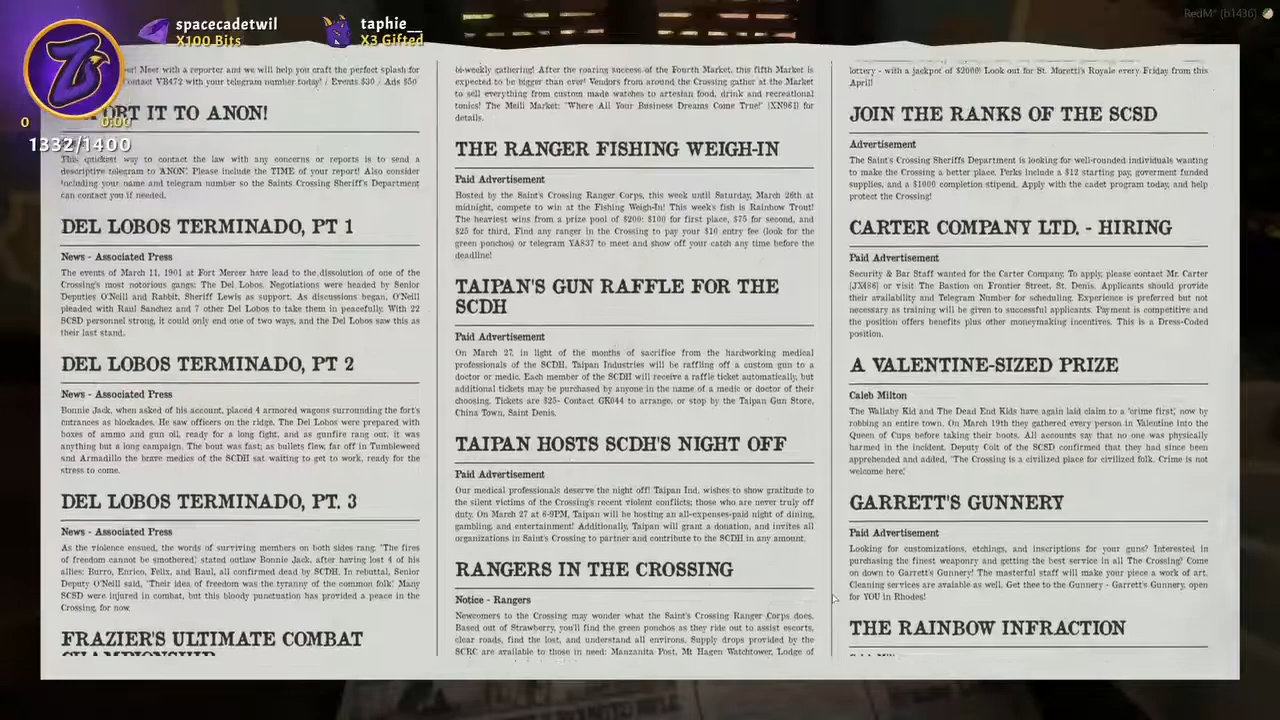 spacecadetwil
X100 Bits
taphie__
X3 Gifted
RedM® (b1436)
0
0:00
1332/1400
Meet with a reporter and we will help you craft the perfect splash for
contact VB472 with your telegram number today! / Events $30 / Ads $50
ORT IT TO ANON!
This quickest way to contact the law with any concerns or reports is to send a
descriptive telegram to 'ANON'. Please include the TIME of your report! Also consider
including your name and telegram number so the Saints Crossing Sheriff's Department
can contact you if needed.
DEL LOBOS TERMINADO, PT 1
News - Associated Press
The events of March 11, 1901 at Fort Mercer have lead to the dissolution of one of the
Crossing's most notorious gangs: The Del Lobos. Negotiations were headed by Senior
Deputies O'Neill and Rabbit, Sheriff Lewis as support. As discussions began, O'Neill
pleaded with Raul Sanchez and 7 other Del Lobos to take them in peacefully. With 22
SCSD personnel strong, it could only end one of two ways, and the Del Lobos saw this as
their last stand.
DEL LOBOS TERMINADO, PT 2
News - Associated Press
Bonnie Jack, when asked of his account, placed 4 armored wagons surrounding the fort's
entrances as blockades. He saw officers on the ridge. The Del Lobos were prepared with
boxes of ammo and gun oil, ready for a long fight, and as gunfire rang out, it was
anything but a long campaign. The bout was fast; as bullets flew, far off in Tumbleweed
and Armadillo the brave medics of the SCDH sat waiting to get to work, ready for the
stress to come.
DEL LOBOS TERMINADO, PT. 3
News - Associated Press
As the violence ensued, the words of surviving members on both sides rang: 'The fires
of freedom cannot be smothered,' stated outlaw Bonnie Jack, after having lost 4 of his
allies: Burro, Enrico, Felix, and Raul, all confirmed dead by SCDH. In rebuttal, Senior
Deputy O'Neill said, 'Their idea of freedom was the tyranny of the common folk.' Many
SCSD were injured in combat, but this bloody punctuation has provided a peace in the
Crossing, for now.
FRAZIER'S ULTIMATE COMBAT
CHAMPIONSHIP
bi-weekly gathering! After the roaring success of the Fourth Market, this fifth Market is
expected to be bigger than ever! Vendors from around the Crossing gather at the Market
to sell everything from custom made watches to artesian food, drink and recreational
tonics! The Meili Market: "Where All Your Business Dreams Come True!" [XN961] for
details.
THE RANGER FISHING WEIGH-IN
Paid Advertisement
Hosted by the Saint's Crossing Ranger Corps, this week until Saturday, March 26th at
midnight, compete to win at the Fishing Weigh-In! This week's fish is Rainbow Trout!
The heaviest wins from a prize pool of $200: $100 for first place, $75 for second, and
$25 for third. Find any ranger in the Crossing to pay your $10 entry fee (look for the
green ponchos) or telegram YA837 to meet and show off your catch any time before the
deadline!
TAIPAN'S GUN RAFFLE FOR THE
SCDH
Paid Advertisement
On March 27, in light of the months of sacrifice from the hardworking medical
professionals of the SCDH, Taipan Industries will be raffling off a custom gun to a
doctor or medic. Each member of the SCDH will receive a raffle ticket automatically, but
additional tickets may be purchased by anyone in the name of a medic or doctor of their
choosing. Tickets are $25- Contact GK044 to arrange, or stop by the Taipan Gun Store,
China Town, Saint Denis.
TAIPAN HOSTS SCDH'S NIGHT OFF
Paid Advertisement
Our medical professionals deserve the night off! Taipan Ind. wishes to show gratitude to
the silent victims of the Crossing's recent violent conflicts; those who are never truly off
duty. On March 27 at 6-9PM, Taipan will be hosting an all-expenses-paid night of dining,
gambling, and entertainment! Additionally, Taipan will grant a donation, and invites all
organizations in Saint's Crossing to partner and contribute to the SCDH in any amount.
RANGERS IN THE CROSSING
Notice - Rangers
Newcomers to the Crossing may wonder what the Saint's Crossing Ranger Corps does.
Based out of Strawberry, you'll find the green ponchos as they ride out to assist escorts,
clear roads, find the lost, and understand all environs. Supply drops provided by the
SCRC are available to those in need: Manzanita Post, Mt Hagen Watchtower, Lodge of
lottery - with a jackpot of $2000! Look out for St. Moretti's Royale every Friday from this
April!
JOIN THE RANKS OF THE SCSD
Advertisement
The Saint's Crossing Sheriffs Department is looking for well-rounded individuals wanting
to make the Crossing a better place. Perks include a $12 starting pay, goverment funded
supplies, and a $1000 completion stipend. Apply with the cadet program today, and help
protect the Crossing!
CARTER COMPANY LTD. - HIRING
Paid Advertisement
Security & Bar Staff wanted for the Carter Company. To apply, please contact Mr. Carter
[JX486] or visit The Bastion on Frontier Street, St. Denis. Applicants should provide
their availability and Telegram Number for scheduling. Experience is preferred but not
necessary as training will be given to successful applicants. Payment is competitive and
the position offers benefits plus other moneymaking incentives. This is a Dress-Coded
position.
A VALENTINE-SIZED PRIZE
Caleb Milton
The Wallaby Kid and The Dead End Kids have again laid claim to a 'crime first,' now by
robbing an entire town. On March 19th they gathered every person in Valentine into the
Queen of Cups before taking their boots. All accounts say that no one was physically
harmed in the incident. Deputy Colt of the SCSD confirmed that they had since been
apprehended and added, 'The Crossing is a civilized place for civilized folk. Crime is not
welcome here.'
GARRETT'S GUNNERY
Paid Advertisement
Looking for customizations, etchings, and inscriptions for your guns? Interested in
purchasing the finest weaponry and getting the best service in all The Crossing? Come
on down to Garrett's Gunnery! The masterful staff will make your piece a work of art.
Cleaning services are avaiable as well. Get thee to the Gunnery - Garrett's Gunnery, open
for YOU in Rhodes!
THE RAINBOW INFRACTION